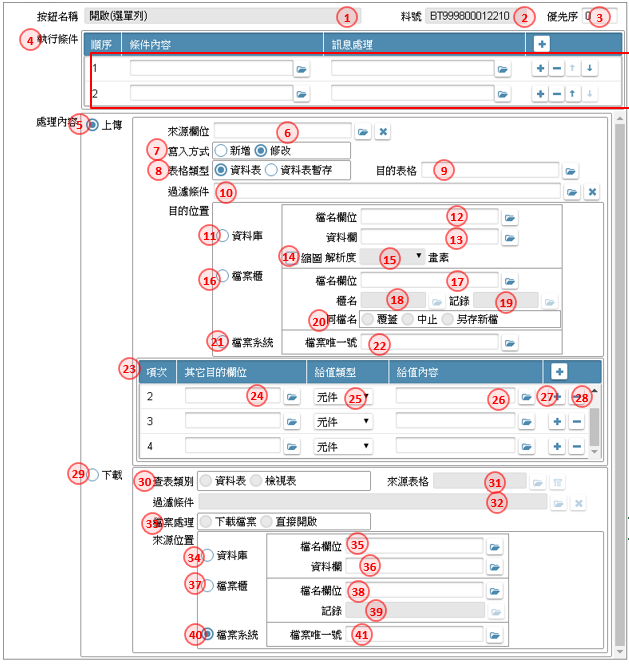 按鈕名稱 開啟(選單列) 1 料號 BT999800012210 2 優先序 0 3
4 執行條件 順序 條件內容 訊息處理
1
2
處理內容 5 上傳 來源欄位 6
7 寫入方式 新增 修改
8 表格類型 資料表 資料表暫存 目的表格 9
過濾條件 10
目的位置
11 資料庫 檔名欄位 12
資料欄 13
14 縮圖 解析度 15 畫素
16 檔案櫃 檔名欄位 17
櫃名 18 記錄 19
20 同檔名 覆蓋 中止 另存新檔
21 檔案系統 檔案唯一號 22
23 項次 其它目的欄位 給值類型 給值內容
2 24 元件 25 26 27 28
3 元件
4 元件
29 下載 30 查表類別 資料表 檢視表 來源表格 31
過濾條件 32
檔案處理 下載檔案 直接開啟
來源位置
34 資料庫 檔名欄位 35
資料欄 36
37 檔案櫃 檔名欄位 38
記錄 39
40 檔案系統 檔案唯一號 41